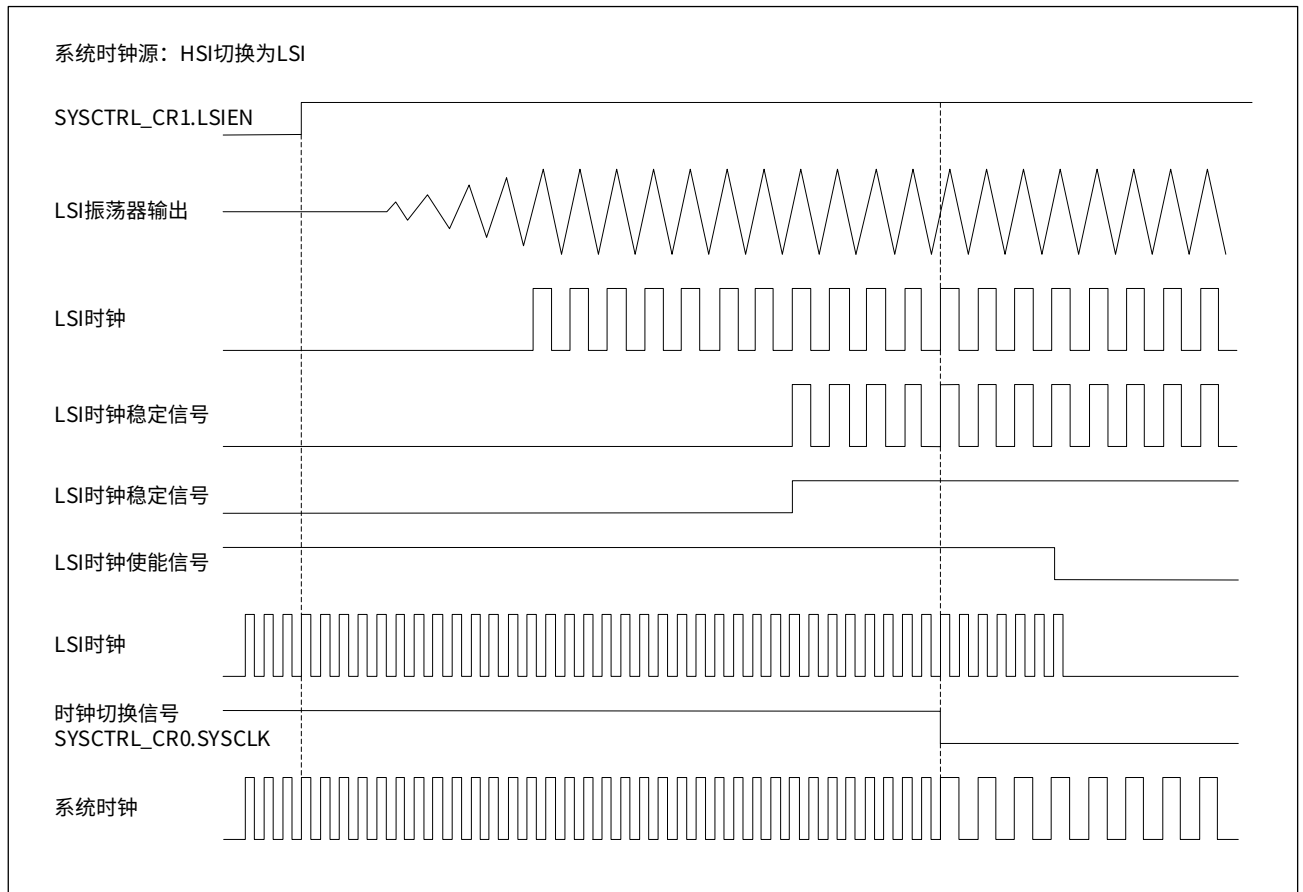 系统时钟源：HSI切换为LSI
SYSCTRL_CR1.LSIEN
LSI振荡器输出
LSI时钟
LSI时钟稳定信号
LSI时钟稳定信号
LSI时钟使能信号
LSI时钟
时钟切换信号
SYSCTRL_CR0.SYSCLK
系统时钟